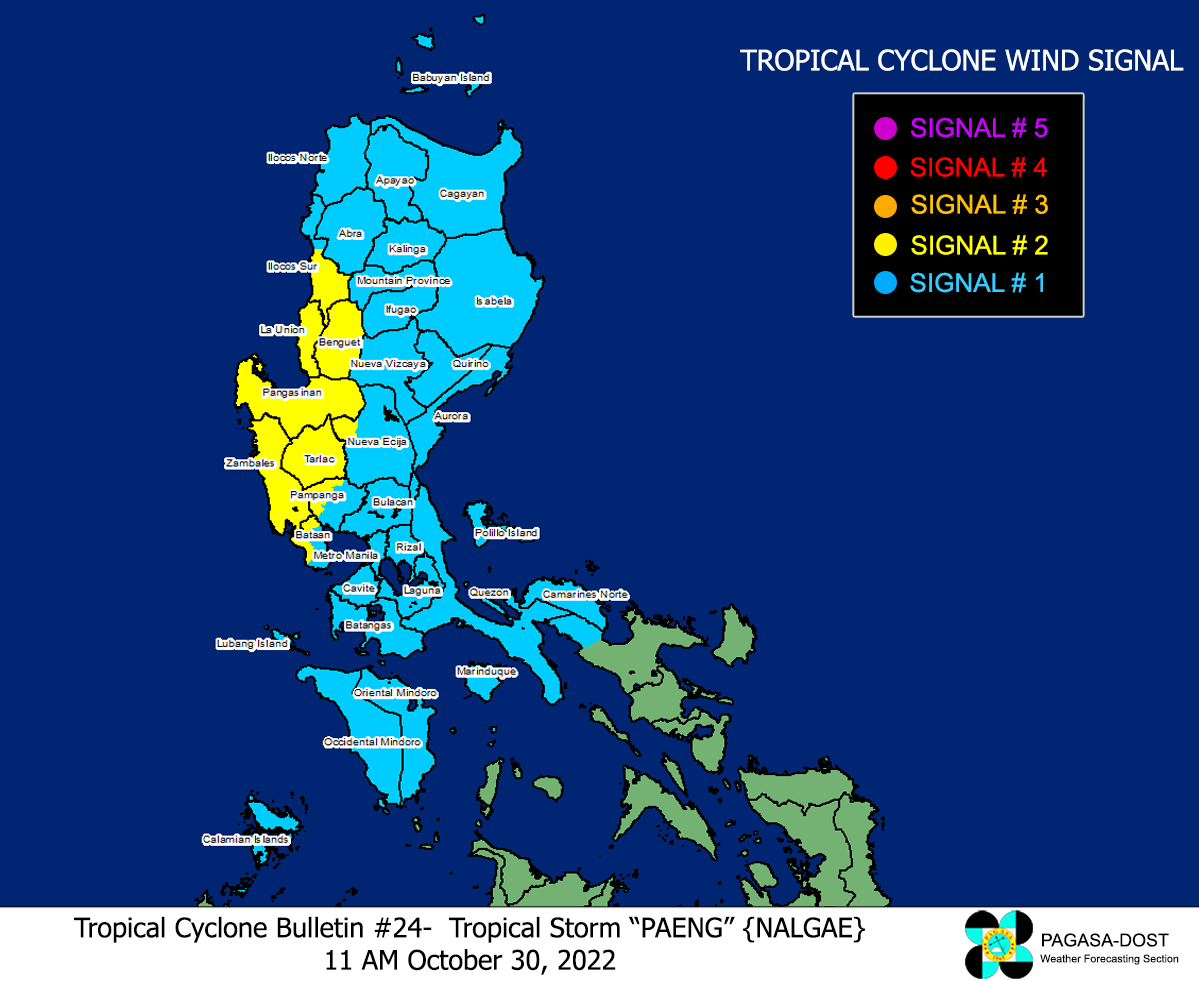 TROPICAL CYCLONE WIND SIGNAL
SIGNAL # 5
SIGNAL # 4
SIGNAL # 3
SIGNAL # 2
SIGNAL # 1
Babuyan Island
Ilocos Norte
Apayao
Cagayan
Abra
Kalinga
Ilocos Sur
Mountain Province
Isabela
Ifugao
La Union
Benguet
Nueva Vizcaya
Quirino
Pangasinan
Aurora
Nueva Ecija
Zambales
Tarlac
Pampanga
Bulacan
Bataan
Polillo Island
Metro Manila
Rizal
Cavite
Laguna
Quezon
Camarines Norte
Batangas
Lubang Island
Marinduque
Oriental Mindoro
Occidental Mindoro
Calamian Islands
Tropical Cyclone Bulletin #24- Tropical Storm “PAENG” {NALGAE}
11 AM October 30, 2022
PAGASA-DOST
Weather Forecasting Section